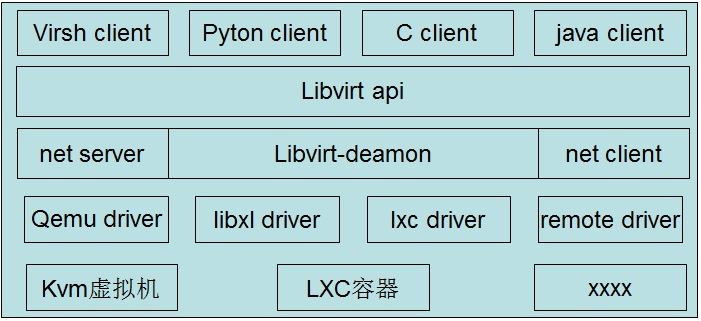 Virsh client
Pyton client
C client
java client
Libvirt api
net server
Libvirt-deamon
net client
Qemu driver
libxl driver
lxc driver
remote driver
Kvm虚拟机
LXC容器
xxxx